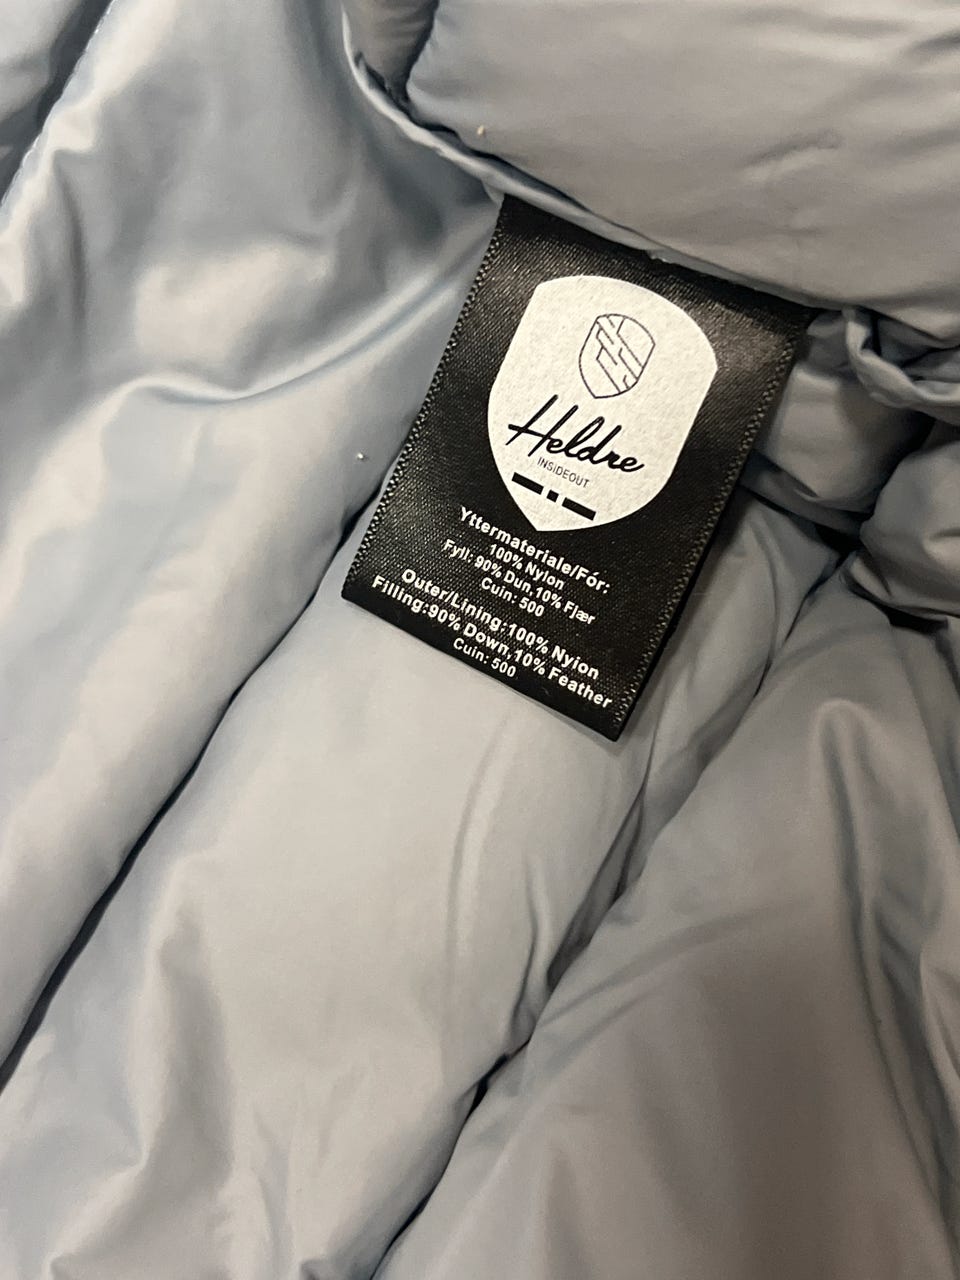 Heldre
INSIDEOUT
Yttermateriale/Fór:
100% Nylon
Fyll: 90% Dun,10% Fjær
Cuin: 500
Outer/Lining:100% Nylon
Filling:90% Down,10% Feather
Cuin: 500